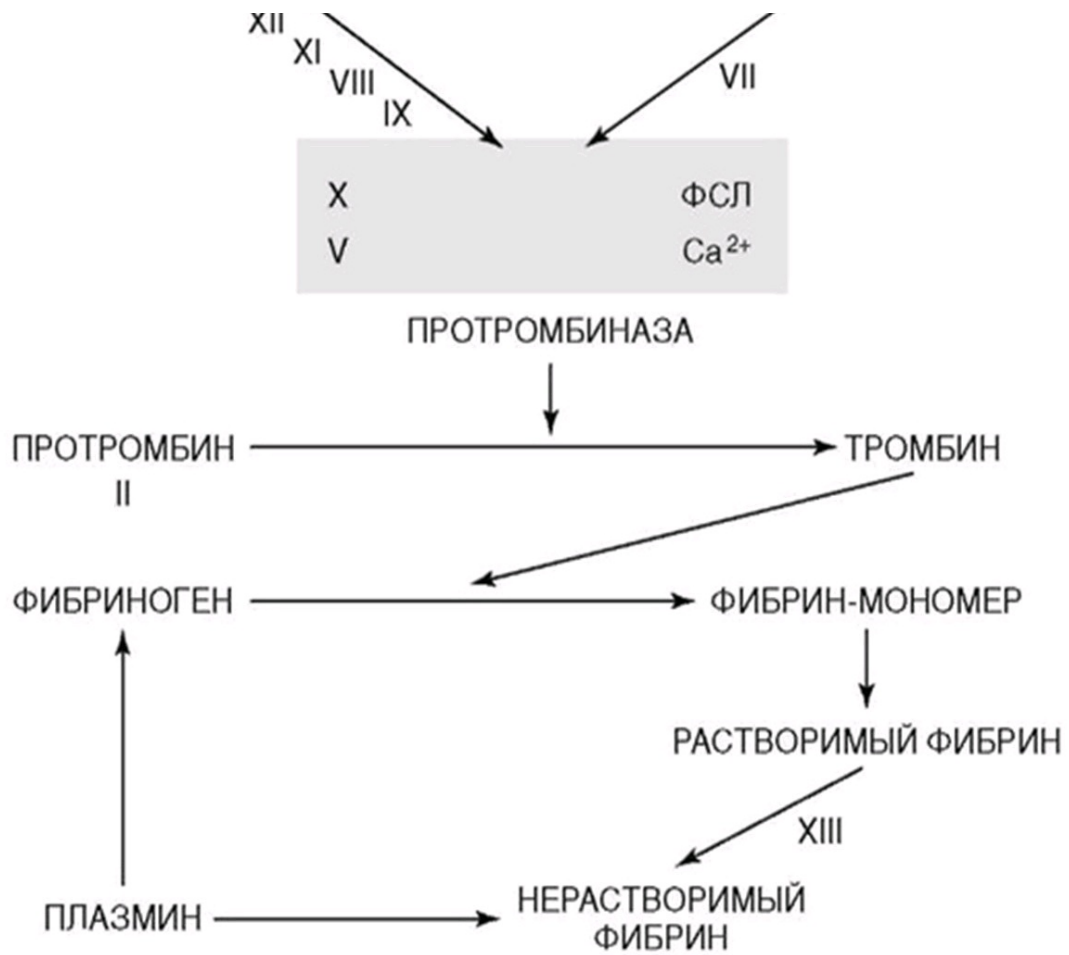 XII
XI
VIII
IX
VII
X
ФСЛ
V
Ca²⁺
ПРОТРОМБИНАЗА
ПРОТРОМБИН
ТРОМБИН
II
ФИБРИНОГЕН
ФИБРИН-МОНОМЕР
РАСТВОРИМЫЙ ФИБРИН
XIII
ПЛАЗМИН
НЕРАСТВОРИМЫЙ
ФИБРИН